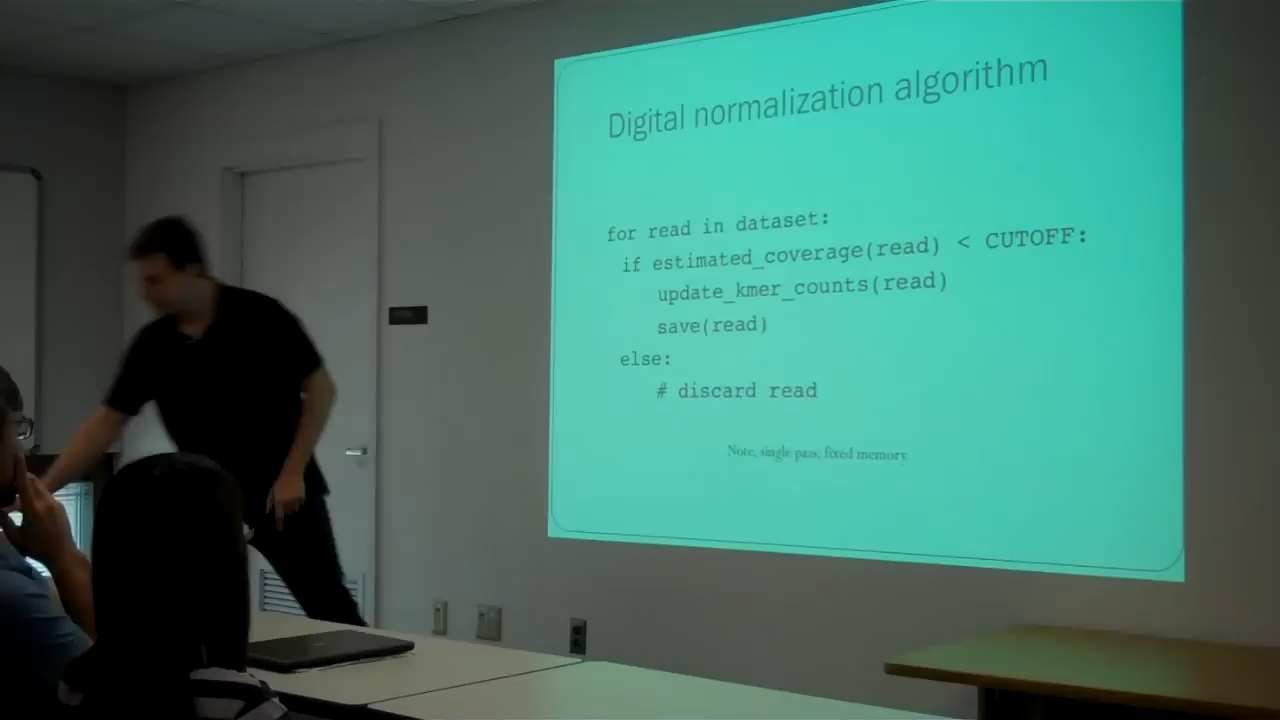 Digital normalization algorithm
for read in dataset:
if estimated_coverage(read) < CUTOFF:
update_kmer_counts(read)
save(read)
else:
# discard read
Note, single pass; fixed memory.